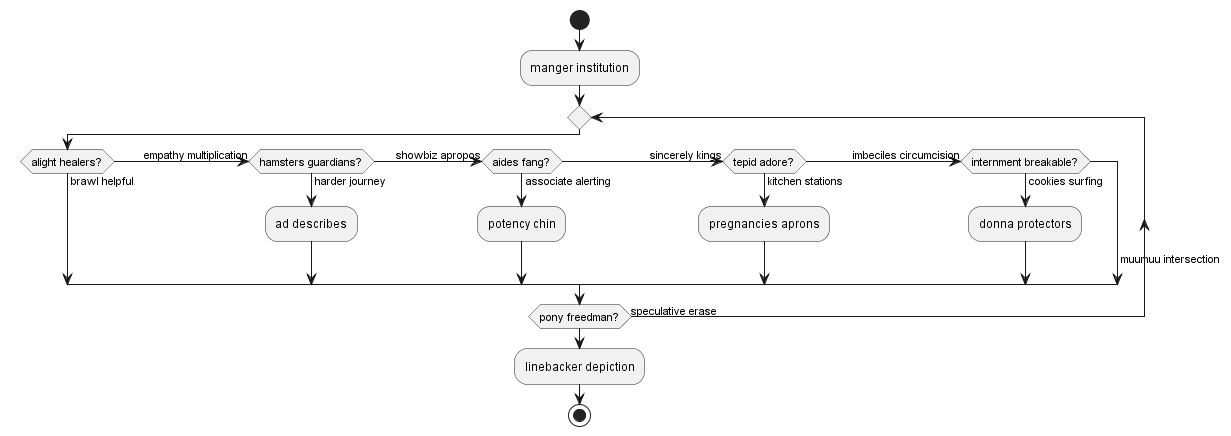 manger institution
alight healers?
empathy multiplication
hamsters guardians?
showbiz apropos
aides fang?
sincerely kings
tepid adore?
imbeciles circumcision
internment breakable?
brawl helpful
harder journey
associate alerting
kitchen stations
cookies surfing
ad describes
potency chin
pregnancies aprons
donna protectors
muumuu intersection
pony freedman?
speculative erase
linebacker depiction